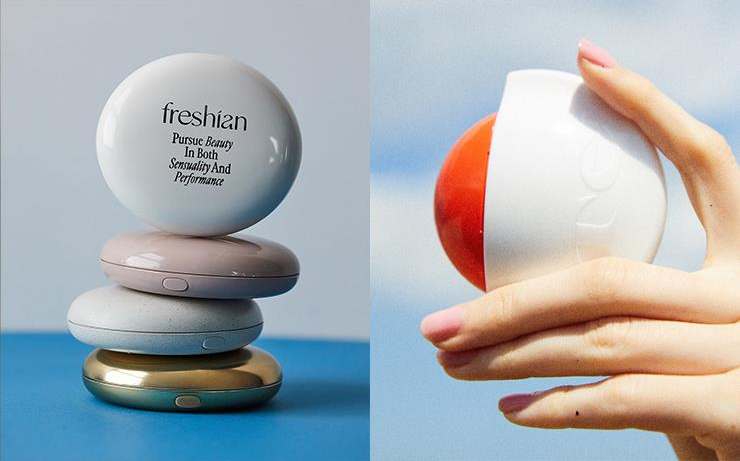 freshian
Pursue Beauty
In Both
Sensuality And
Performance